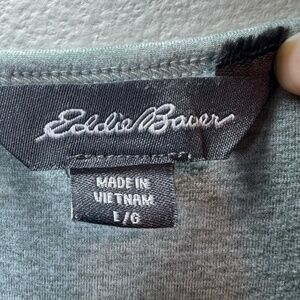 Eddie Bauer
MADE IN
VIETNAM
L/G